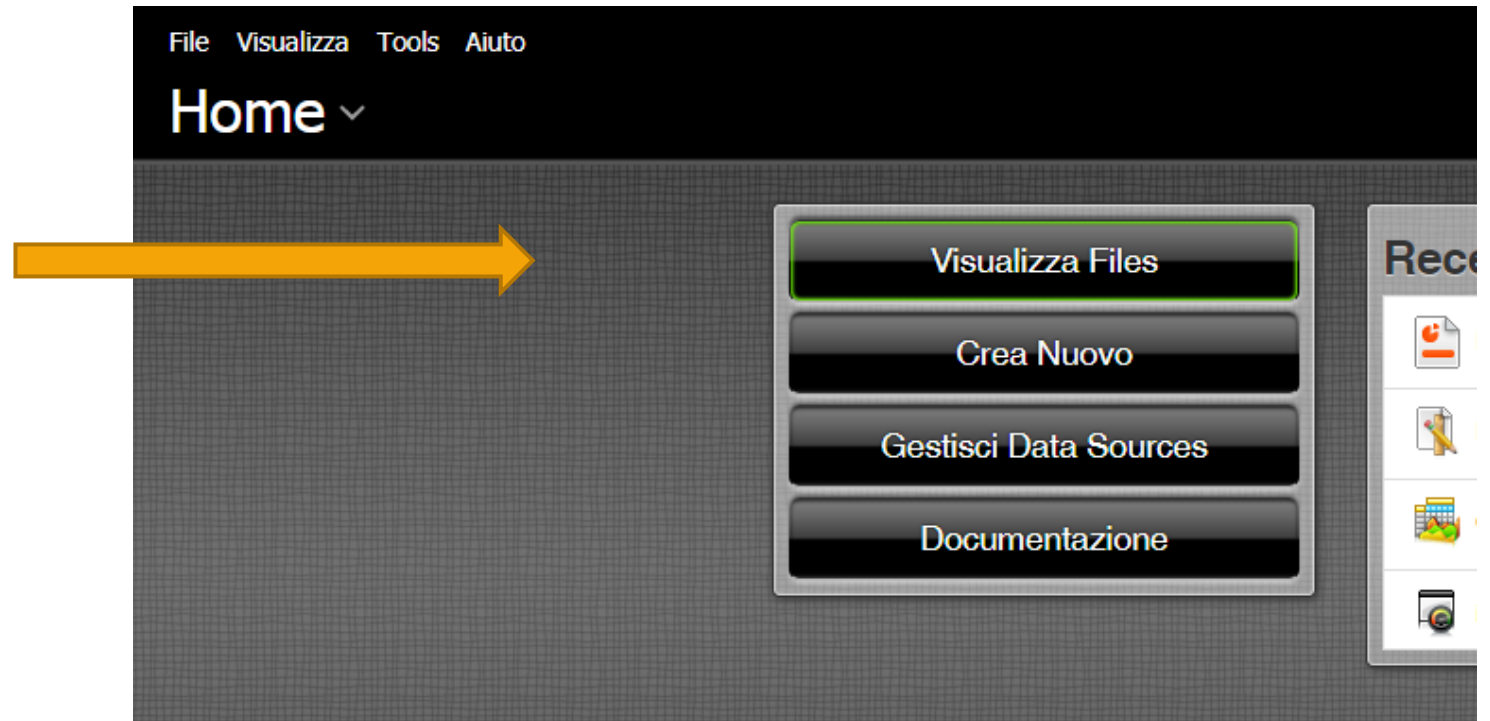 File Visualizza Tools Aiuto
Home
Visualizza Files
Crea Nuovo
Gestisci Data Sources
Documentazione